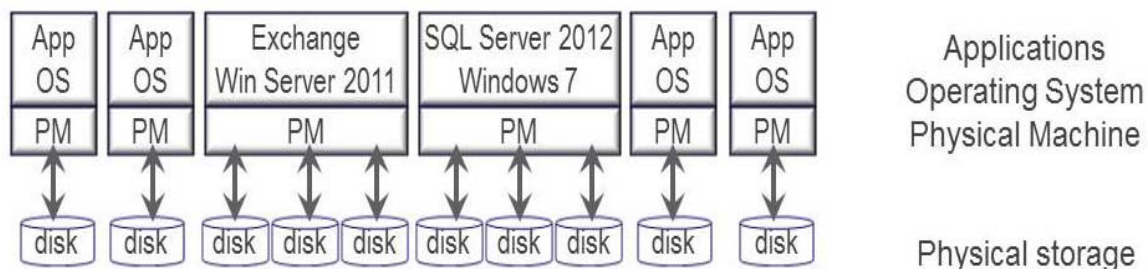 App App Exchange SQL Server 2012 App App Applications
OS OS Win Server 2011 Windows 7 OS OS Operating System
PM PM PM PM PM PM Physical Machine
disk disk disk disk disk disk disk disk disk disk Physical storage